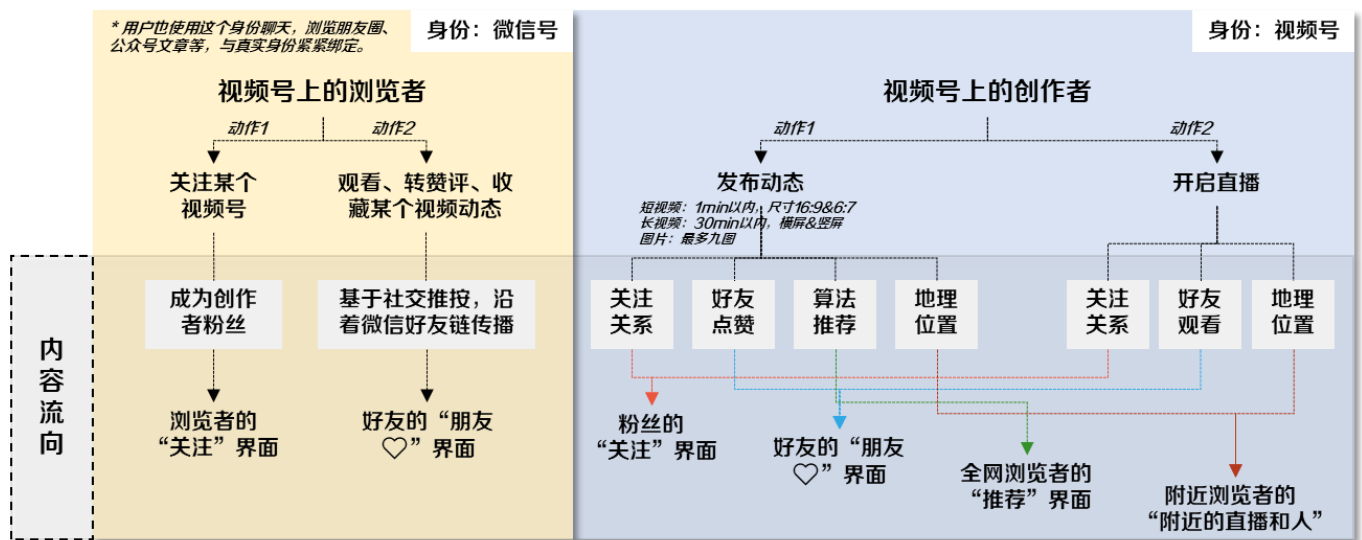 * 用户也使用这个身份聊天，浏览朋友圈、
公众号文章等，与真实身份紧紧绑定。
身份：微信号
身份：视频号
视频号上的浏览者
视频号上的创作者
动作1
动作2
动作1
动作2
关注某个
视频号
观看、转赞评、收
藏某个视频动态
发布动态
开启直播
短视频：1min以内，尺寸16:9&6:7
长视频：30min以内，横屏&竖屏
图片：最多九图
内容流向
成为创作
者粉丝
基于社交推按，沿
着微信好友链传播
关注
关系
好友
点赞
算法
推荐
地理
位置
关注
关系
好友
观看
地理
位置
浏览者的
“关注”界面
好友的“朋友
♡”界面
粉丝的
“关注”界面
好友的“朋友
♡”界面
全网浏览者的
“推荐”界面
附近浏览者的
“附近的直播和人”